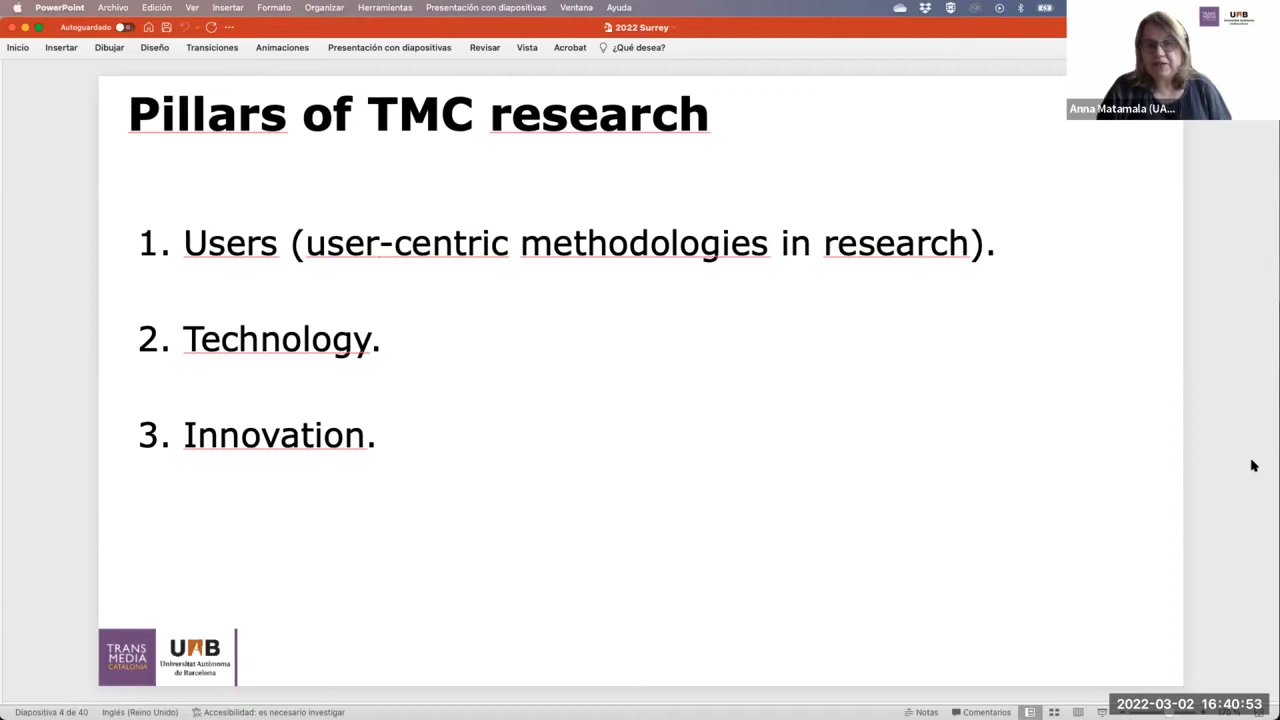 PowerPoint Archivo Edición Ver Insertar Formato Organizar Herramientas Presentación con diapositivas Ventana Ayuda
Autoguardado
2022 Surrey
Inicio Insertar Dibujar Diseño Transiciones Animaciones Presentación con diapositivas Revisar Vista Acrobat ¿Qué desea?
Anna Matamala (UA...
Pillars of TMC research
1. Users (user-centric methodologies in research).
2. Technology.
3. Innovation.
TRANS
MEDIA
CATALONIA
UAB
Universitat Autònoma
de Barcelona
2022-03-02 16:40:53
Diapositiva 4 de 40 Inglés (Reino Unido) Accesibilidad: es necesario investigar Notas Comentarios